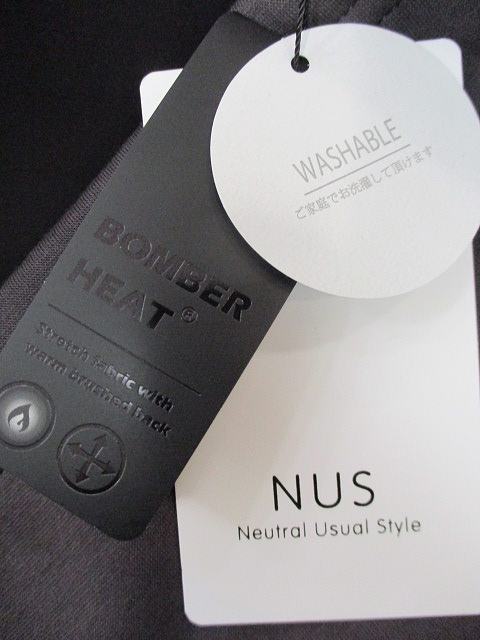 WASHABLE
ご家庭でお洗濯して頂けます
BOMBER
HEAT®
Stretch fabric with
warm brushed back
NUS
Neutral Usual Style